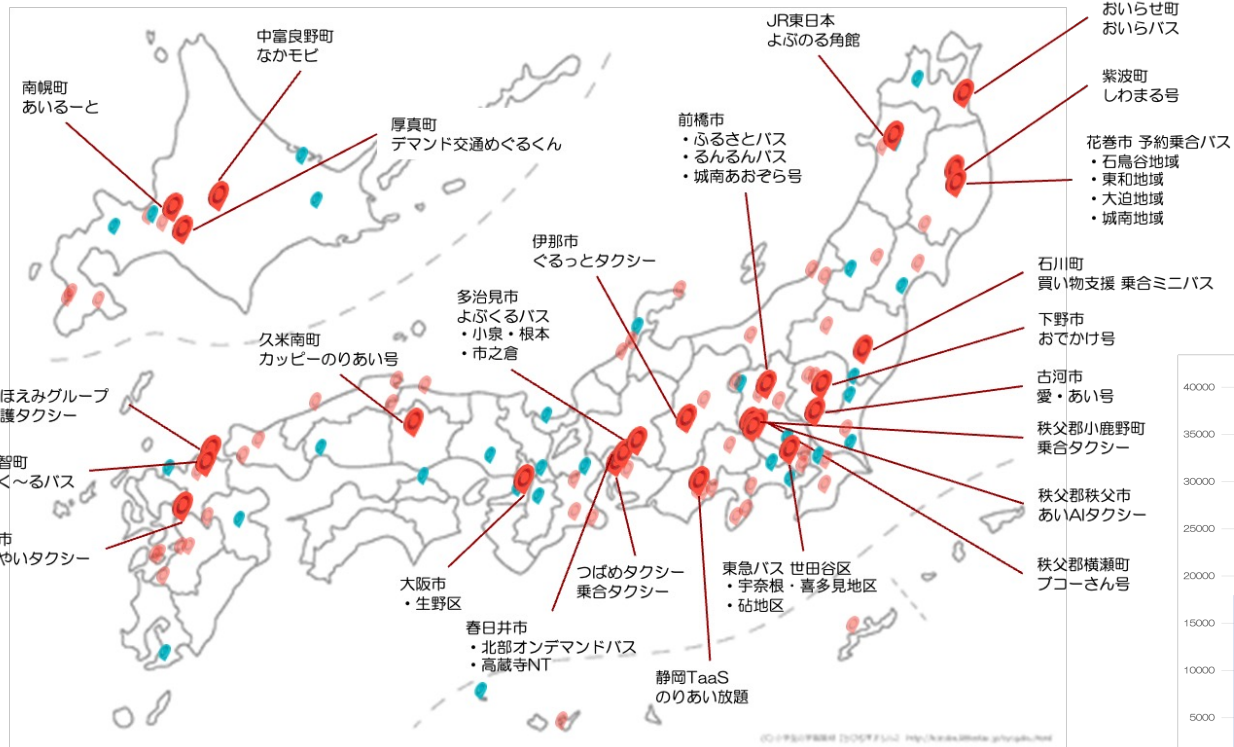 中富良野町
なかモビ
南幌町
あいるーと
厚真町
デマンド交通めぐるくん
JR東日本
よぶのる角館
おいらせ町
おいらバス
紫波町
しわまる号
花巻市 予約乗合バス
・石鳥谷地域
・東和地域
・大迫地域
・城南地域
前橋市
・ふるさとバス
・るんるんバス
・城南あおぞら号
伊那市
ぐるっとタクシー
多治見市
よぶくるバス
・小泉・根本
・市之倉
久米南町
カッピーのりあい号
石川町
買い物支援 乗合ミニバス
下野市
おでかけ号
古河市
愛・あい号
秩父郡小鹿野町
乗合タクシー
秩父郡秩父市
あいAIタクシー
秩父郡横瀬町
ブコーさん号
ほえみグループ
護タクシー
智町
く～るバス
市
やいタクシー
大阪市
・生野区
つばめタクシー
乗合タクシー
春日井市
・北部オンデマンドバス
・高蔵寺NT
東急バス 世田谷区
・宇奈根・喜多見地区
・砧地区
静岡TaaS
のりあい放題
40000
35000
30000
25000
20000
15000
10000
5000